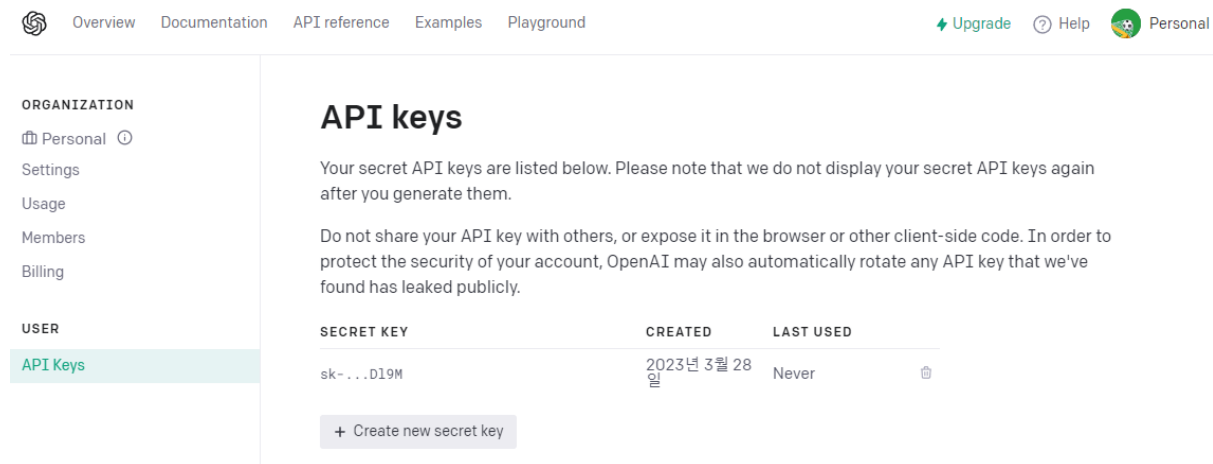 Overview Documentation API reference Examples Playground Upgrade Help Personal
ORGANIZATION
Personal
Settings
Usage
Members
Billing
USER
API Keys
API keys
Your secret API keys are listed below. Please note that we do not display your secret API keys again
after you generate them.
Do not share your API key with others, or expose it in the browser or other client-side code. In order to
protect the security of your account, OpenAI may also automatically rotate any API key that we've
found has leaked publicly.
SECRET KEY CREATED LAST USED
sk-...Dl9M 2023년 3월 28
일 Never
+ Create new secret key